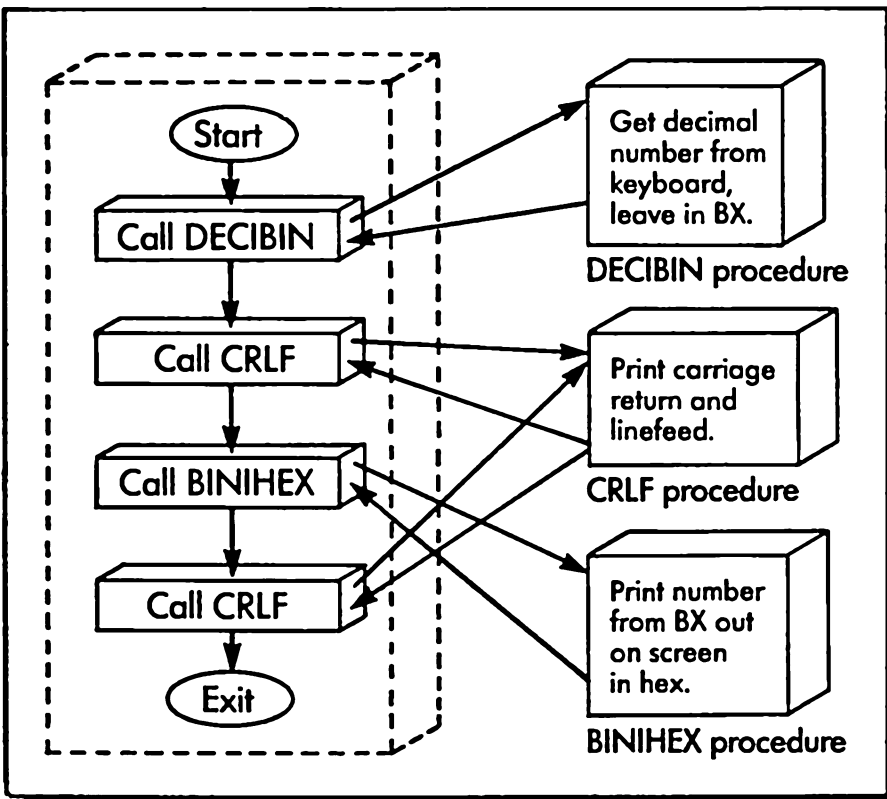 Start
Call DECIBIN
Call CRLF
Call BINIHEX
Call CRLF
Exit
Get decimal
number from
keyboard,
leave in BX.
DECIBIN procedure
Print carriage
return and
linefeed.
CRLF procedure
Print number
from BX out
on screen
in hex.
BINIHEX procedure